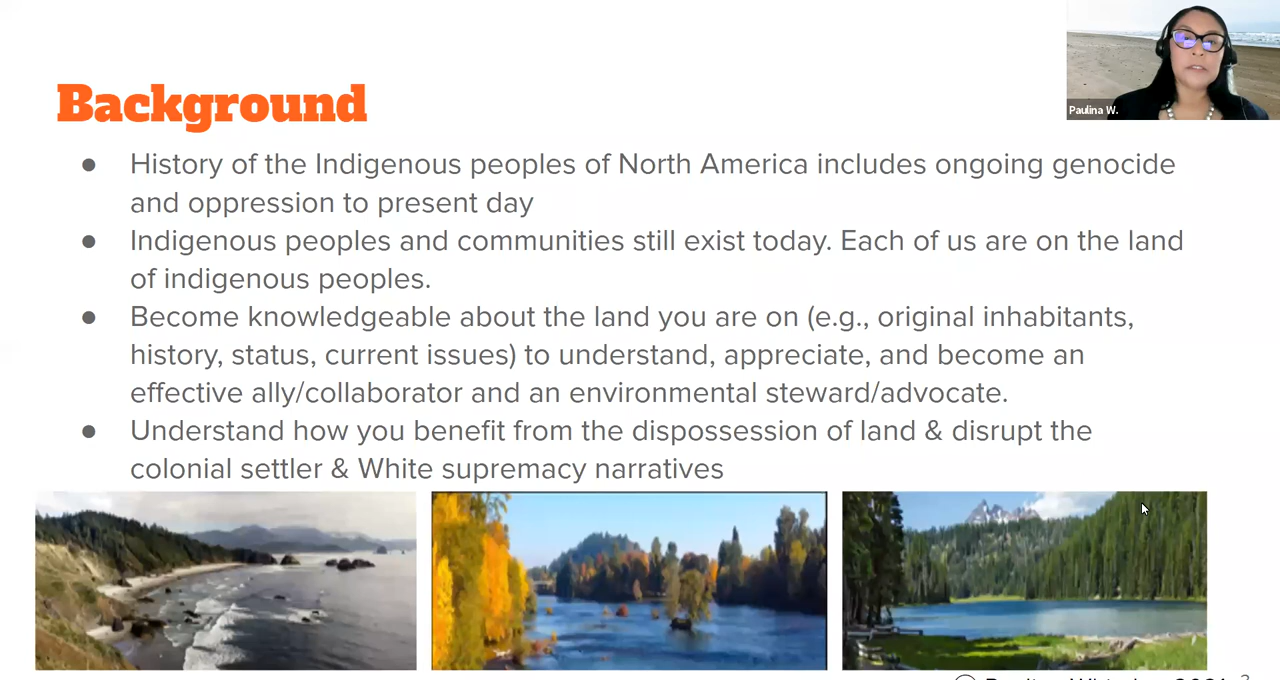 Background
Paulina W.
● History of the Indigenous peoples of North America includes ongoing genocide
and oppression to present day
● Indigenous peoples and communities still exist today. Each of us are on the land
of indigenous peoples.
● Become knowledgeable about the land you are on (e.g., original inhabitants,
history, status, current issues) to understand, appreciate, and become an
effective ally/collaborator and an environmental steward/advocate.
● Understand how you benefit from the dispossession of land & disrupt the
colonial settler & White supremacy narratives